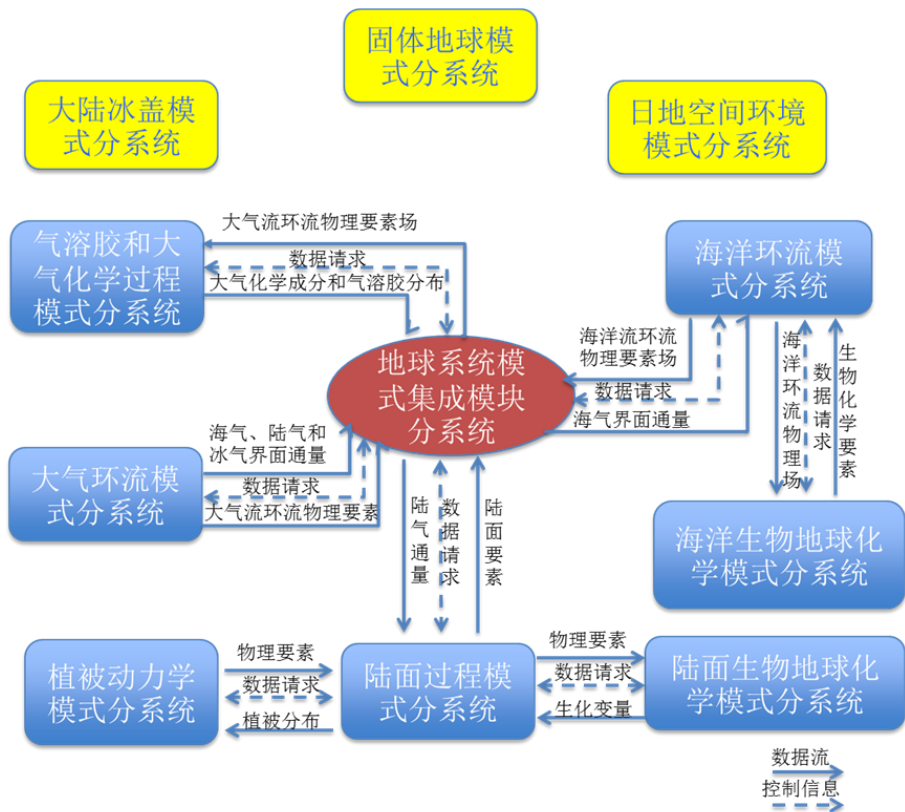 固体地球模
式分系统
大陆冰盖模
式分系统
日地空间环境
模式分系统
大气流环流物理要素场
气溶胶和大
气化学过程
模式分系统
数据请求
大气化学成分和气溶胶分布
海洋环流模
式分系统
地球系统模
式集成模块
分系统
海洋流环流
物理要素场
数据请求
海气界面通量
海洋环流物理场
数据请求
生物化学要素
海气、陆气和
冰气界面通量
大气环流模
式分系统
数据请求
大气流环流物理要素
陆气通量
数据请求
陆面要素
海洋生物地球化
学模式分系统
植被动力学
模式分系统
物理要素
数据请求
植被分布
陆面过程模
式分系统
物理要素
数据请求
生化变量
陆面生物地球化
学模式分系统
数据流
控制信息